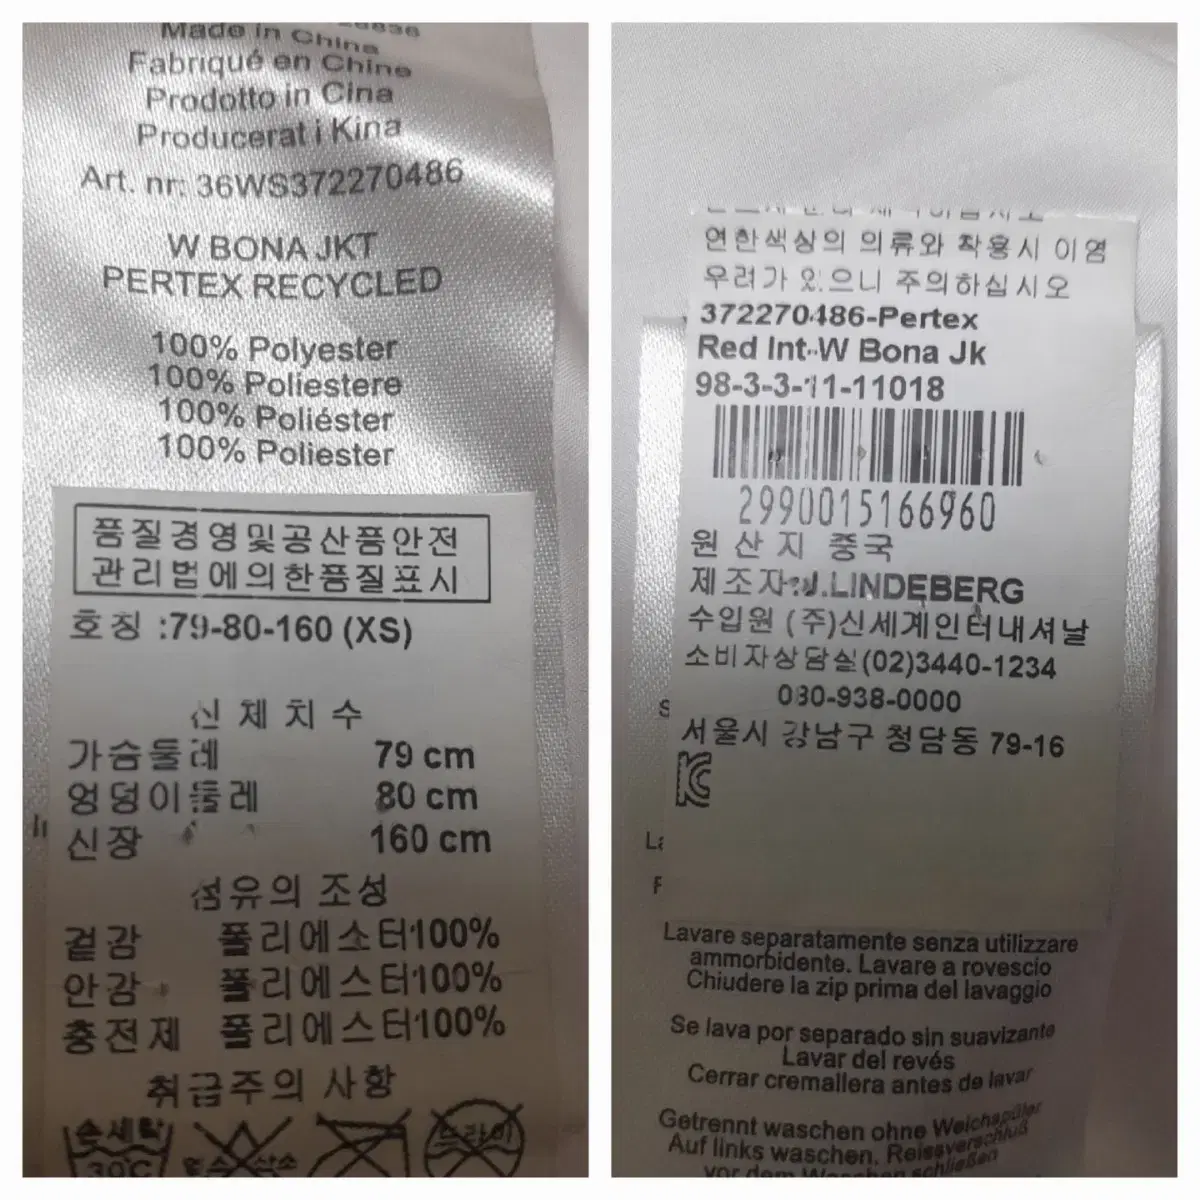 Made in China
Fabriqué en Chine
Prodotto in Cina
Producerat i Kina
Art. nr: 36WS372270486
W BONA JKT
PERTEX RECYCLED
100% Polyester
100% Poliestere
100% Poliéster
100% Poliester
품질경영및공산품안전
관리법에의한품질표시
호칭 :79-80-160 (XS)
신 체 치 수
가슴둘레 79 cm
엉덩이둘레 80 cm
신장 160 cm
섬유의 조성
겉감 폴리에스터100%
안감 폴리에스터100%
충전제 폴리에스터100%
취급주의 사항
손세탁
30°C
드라이
연한색상의 의류와 착용시 이염
우려가 있으니 주의하십시오
372270486-Pertex
Red Int-W Bona Jk
98-3-3-11-11018
2990015166960
원 산 지 중국
제 조 자:J.LINDEBERG
수입원 (주)신세계인터내셔날
소비자상담실(02)3440-1234
080-938-0000
서울시 강남구 청담동 79-16
Lavare separatamente senza utilizzare
ammorbidente. Lavare a rovescio
Chiudere la zip prima del lavaggio
Se lava por separado sin suavizante
Lavar del revés
Cerrar cremallera antes de lavar
Getrennt waschen ohne Weichspüler
Auf links waschen. Reissverschluß
vor dem Waschen schließen